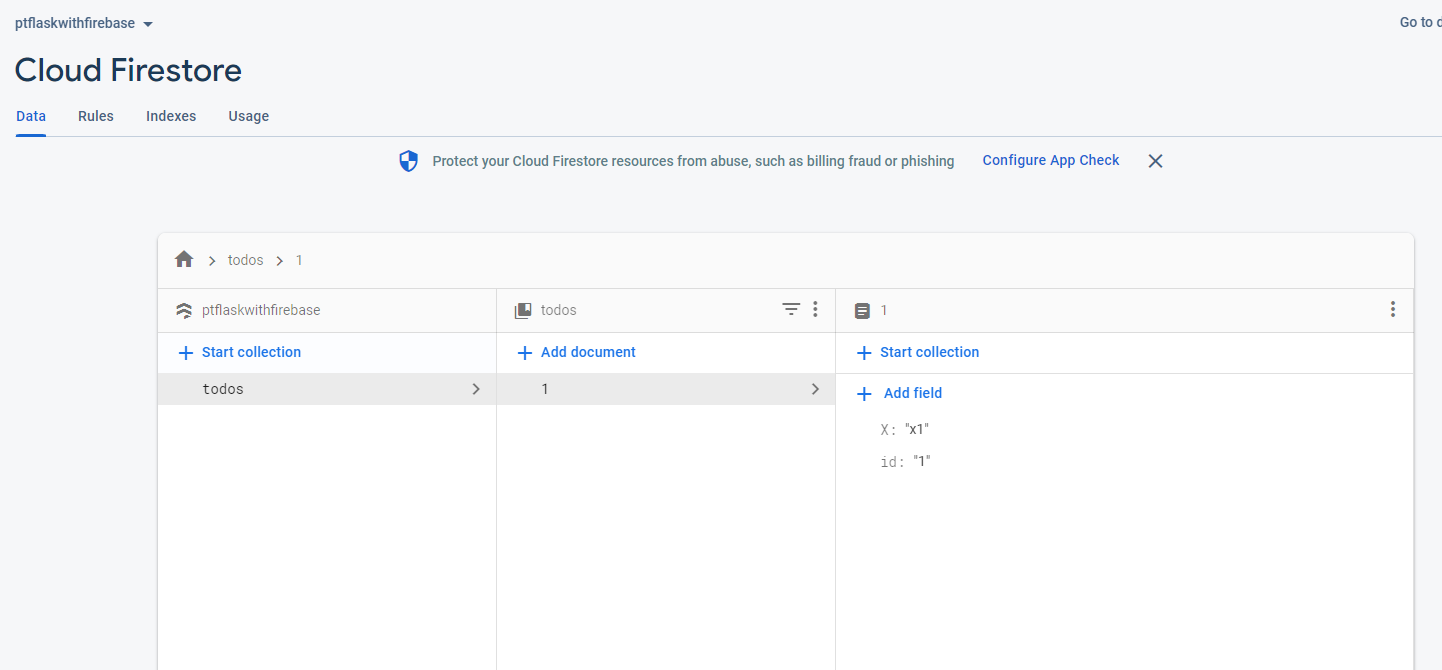 ptflaskwithfirebase
Go to d
Cloud Firestore
Data Rules Indexes Usage
Protect your Cloud Firestore resources from abuse, such as billing fraud or phishing Configure App Check
todos 1
ptflaskwithfirebase todos 1
Start collection Add document Start collection
todos 1
Add field
X: "x1"
id: "1"